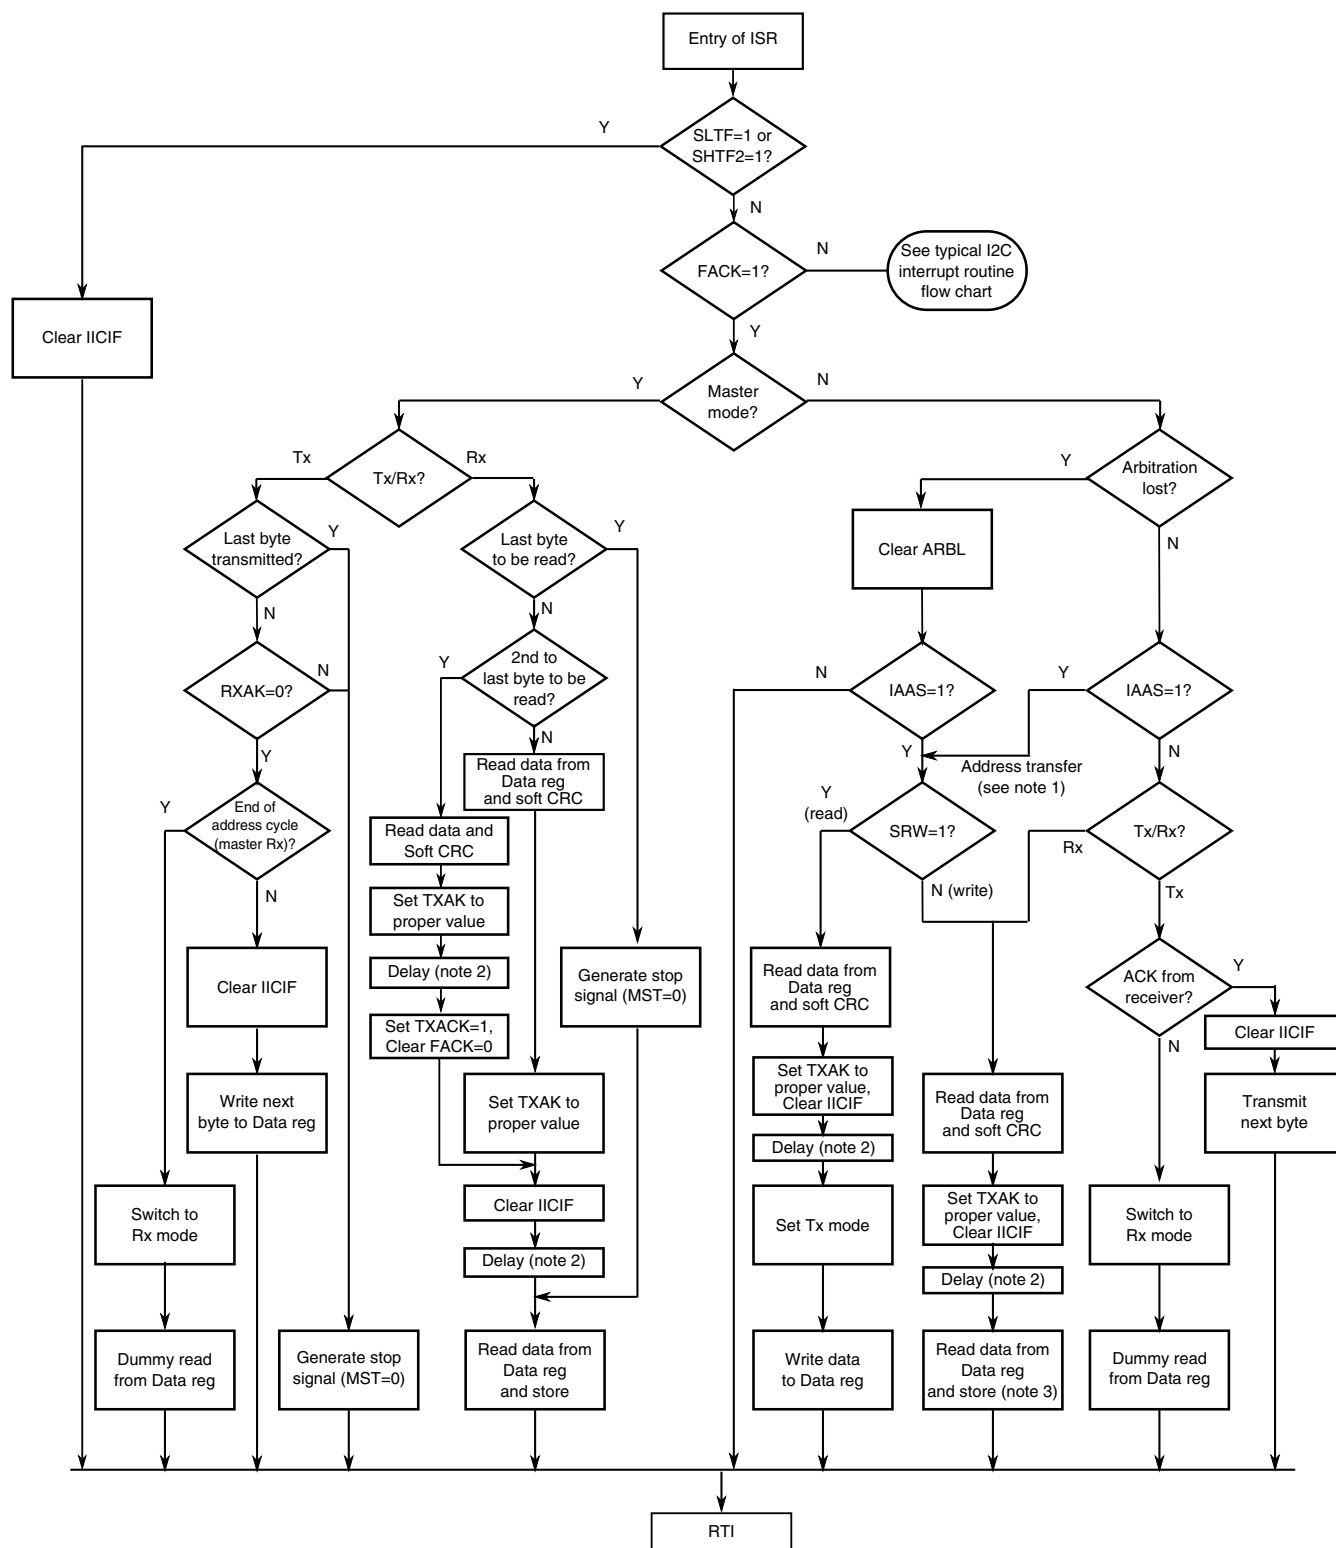 Entry of ISR
Y
SLTF=1 or
SHTF2=1?
N
FACK=1?
N
See typical I2C
interrupt routine
flow chart
Y
Clear IICIF
Y
Master
mode?
N
Tx
Tx/Rx?
Rx
Y
Arbitration
lost?
Last byte
transmitted?
Y
Last byte
to be read?
Y
Clear ARBL
N
N
N
RXAK=0?
N
Y
2nd to
last byte to be
read?
N
IAAS=1?
Y
IAAS=1?
Y
N
Y
N
Read data from
Data reg
and soft CRC
Address transfer
(see note 1)
Y
End of
address cycle
(master Rx)?
Y
(read)
SRW=1?
Rx
Tx/Rx?
Read data and
Soft CRC
N
N (write)
Tx
Set TXAK to
proper value
Delay (note 2)
Clear IICIF
Generate stop
signal (MST=0)
Read data from
Data reg
and soft CRC
ACK from
receiver?
Y
Set TXACK=1,
Clear FACK=0
N
Clear IICIF
Write next
byte to Data reg
Set TXAK to
proper value
Set TXAK to
proper value,
Clear IICIF
Read data from
Data reg
and soft CRC
Transmit
next byte
Delay (note 2)
Switch to
Rx mode
Clear IICIF
Set Tx mode
Set TXAK to
proper value,
Clear IICIF
Switch to
Rx mode
Delay (note 2)
Delay (note 2)
Dummy read
from Data reg
Generate stop
signal (MST=0)
Read data from
Data reg
and store
Write data
to Data reg
Read data from
Data reg
and store (note 3)
Dummy read
from Data reg
RTI